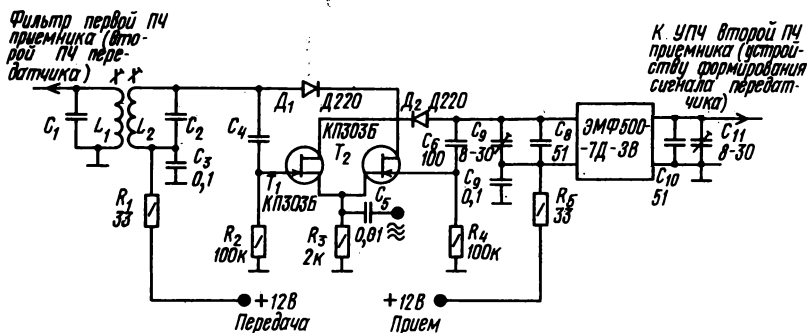 Фильтр первой ПЧ
приемника (вто-
рой ПЧ пере-
датчика)
К УПЧ второй ПЧ
приемника (устрой-
ству формирования
сигнала передат-
чика)
C1
L1
L2
C2
C3
0,1
R1
33
C4
Д1
Д220
Д2
Д220
КП303Б
T2
T1
КП303Б
C5
0,01
R2
100к
R3
2к
R4
100к
C6
100
C9
8-30
C9
0,1
C8
51
R5
33
ЭМФ500-
-7Д-3В
C10
51
C11
8-30
+12В
Передача
+12В
Прием